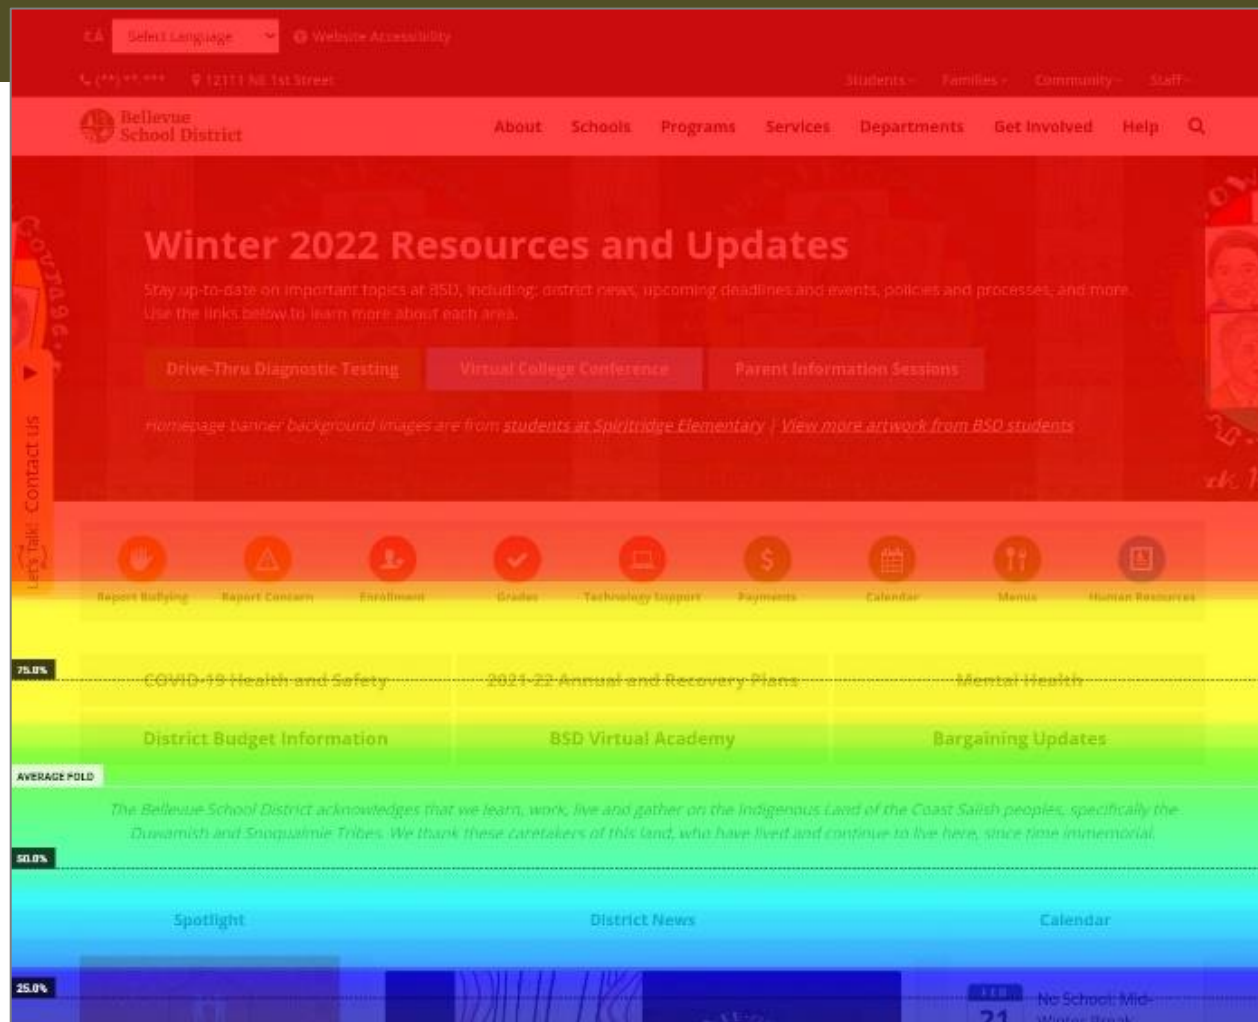 Select Language
Website Accessibility
(**) ** ***
12111 NE 1st Street
Students
Families
Community
Staff
Bellevue
School District
About Schools Programs Services Departments Get Involved Help
Winter 2022 Resources and Updates
Stay up-to-date on important topics at BSD, including: district news, upcoming deadlines and events, policies and processes, and more.
Use the links below to learn more about each area.
Drive-Thru Diagnostic Testing
Virtual College Conference
Parent Information Sessions
Homepage banner background images are from students at Spiritridge Elementary | View more artwork from BSD students
Let's Talk! Contact us
Report Bullying
Report Concern
Enrollment
Grades
Technology Support
Payments
Calendar
Menus
Human Resources
75.0%
COVID-19 Health and Safety
2021-22 Annual and Recovery Plans
Mental Health
District Budget Information
BSD Virtual Academy
Bargaining Updates
AVERAGE FOLD
The Bellevue School District acknowledges that we learn, work, live and gather on the Indigenous Land of the Coast Salish peoples, specifically the
Duwamish and Snoqualmie Tribes. We thank these caretakers of this land, who have lived and continue to live here, since time immemorial.
50.0%
Spotlight
District News
Calendar
25.0%
FEB
21
No School: Mid-
Winter Break